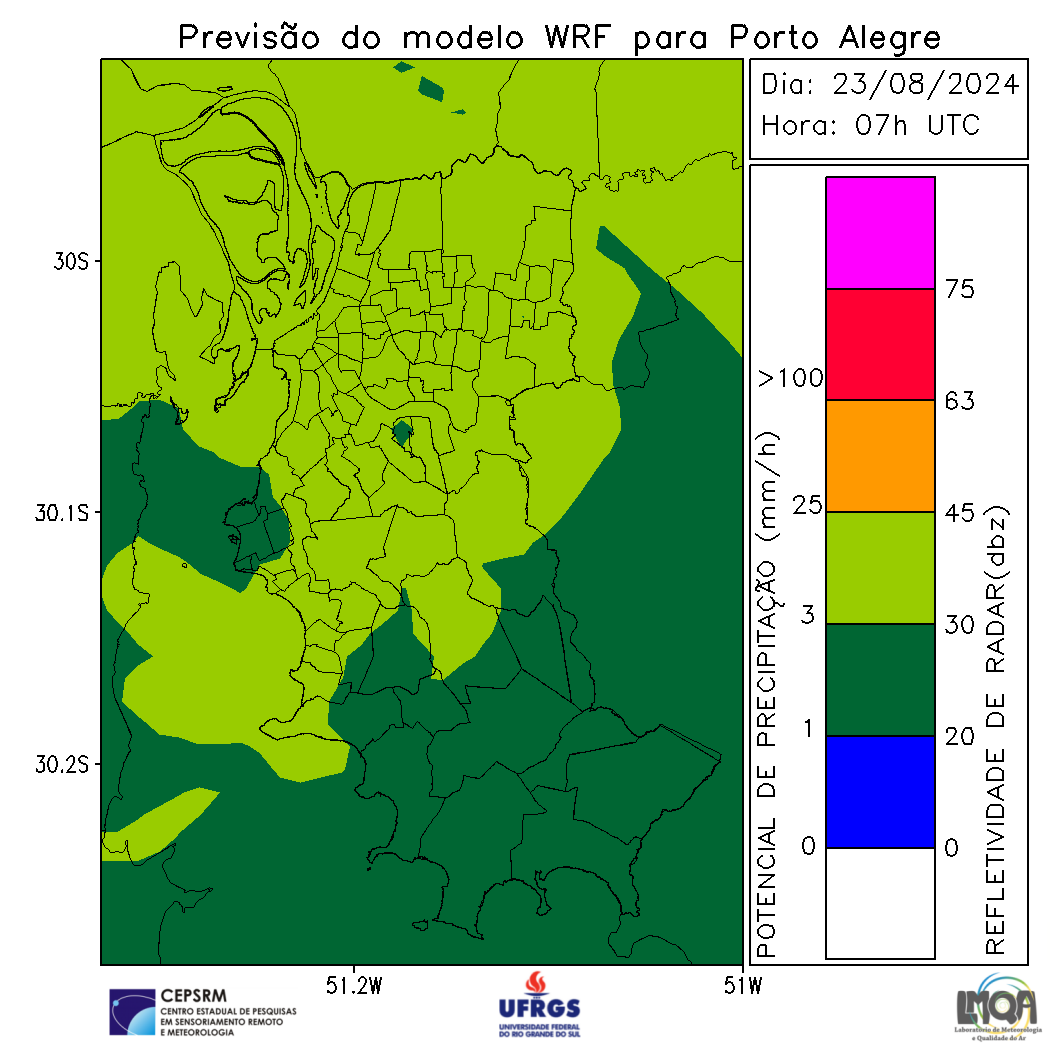 Previsão do modelo WRF para Porto Alegre
Dia: 23/08/2024
Hora: 07h UTC
30S
30.1S
30.2S
51.2W
51W
POTENCIAL DE PRECIPITAÇÃO (mm/h)
>100
25
3
1
0
75
63
45
30
20
0
REFLETIVIDADE DE RADAR(dbz)
CEPSRM
CENTRO ESTADUAL DE PESQUISAS
EM SENSORIAMENTO REMOTO
E METEOROLOGIA
UFRGS
UNIVERSIDADE FEDERAL
DO RIO GRANDE DO SUL
LMQA
Laboratório de Meteorologia
e Qualidade do Ar